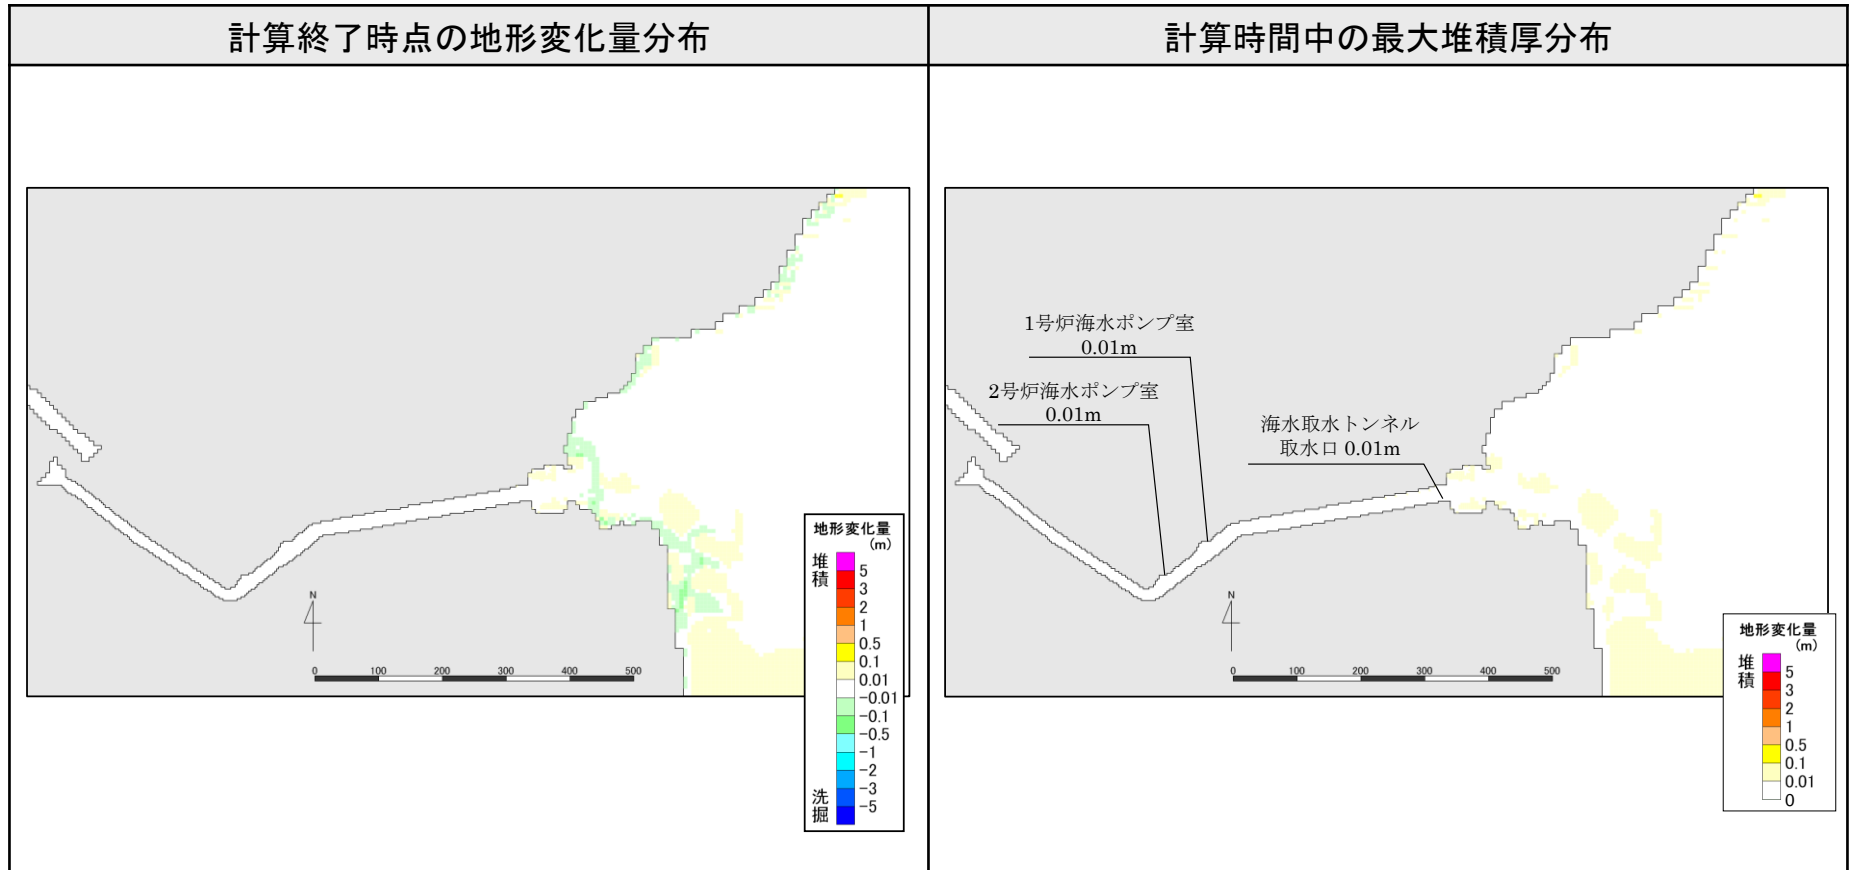 計算終了時点の地形変化量分布
計算時間中の最大堆積厚分布
N
0 100 200 300 400 500
地形変化量
(m)
堆積
5
3
2
1
0.5
0.1
0.01
-0.01
-0.1
-0.5
-1
-2
-3
-5
洗掘
1号炉海水ポンプ室
0.01m
2号炉海水ポンプ室
0.01m
海水取水トンネル
取水口 0.01m
N
0 100 200 300 400 500
地形変化量
(m)
堆積
5
3
2
1
0.5
0.1
0.01
0